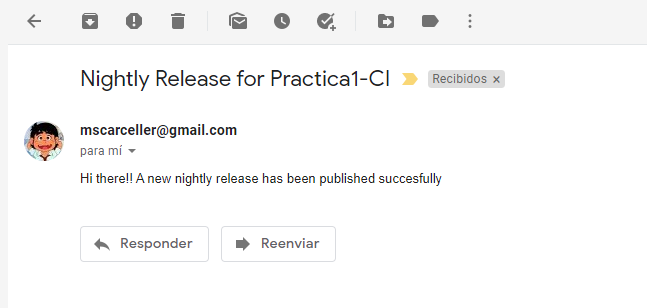 Nightly Release for Practica1-CI
Recibidos ×
mscarceller@gmail.com
para mí
Hi there!! A new nightly release has been published succesfully
Responder
Reenviar